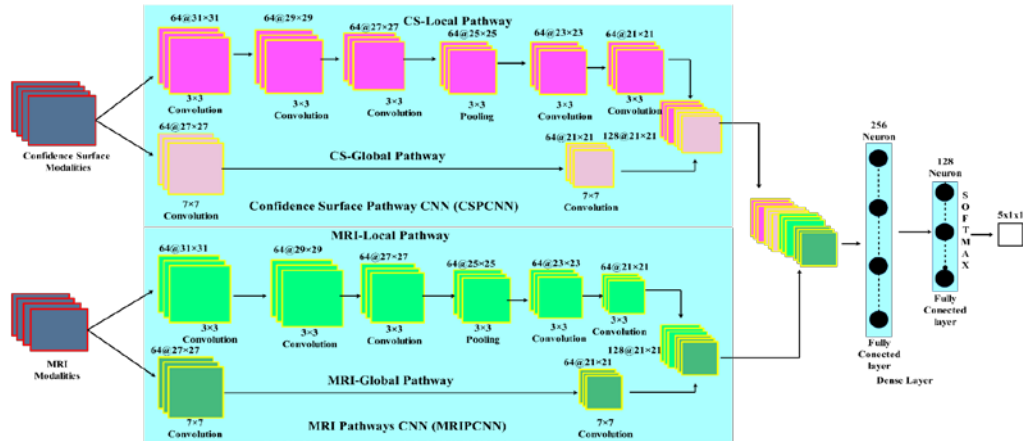 CS-Local Pathway
64@31×31
64@29×29
64@27×27
64@25×25
64@23×23
64@21×21
3×3
Convolution
3×3
Convolution
3×3
Convolution
3×3
Pooling
3×3
Convolution
3×3
Convolution
Confidence Surface
Modalities
64@27×27
CS-Global Pathway
64@21×21
128@21×21
7×7
Convolution
7×7
Convolution
Confidence Surface Pathway CNN (CSPCNN)
MRI-Local Pathway
64@31×31
64@29×29
64@27×27
64@25×25
64@23×23
64@21×21
3×3
Convolution
3×3
Convolution
3×3
Convolution
3×3
Pooling
3×3
Convolution
3×3
Convolution
MRI
Modalities
64@27×27
MRI-Global Pathway
64@21×21
128@21×21
7×7
Convolution
7×7
Convolution
MRI Pathways CNN (MRIPCNN)
256
Neuron
Fully
Conected
layer
Dense Layer
128
Neuron
SOFTMAX
Fully
Conected
layer
5x1x1